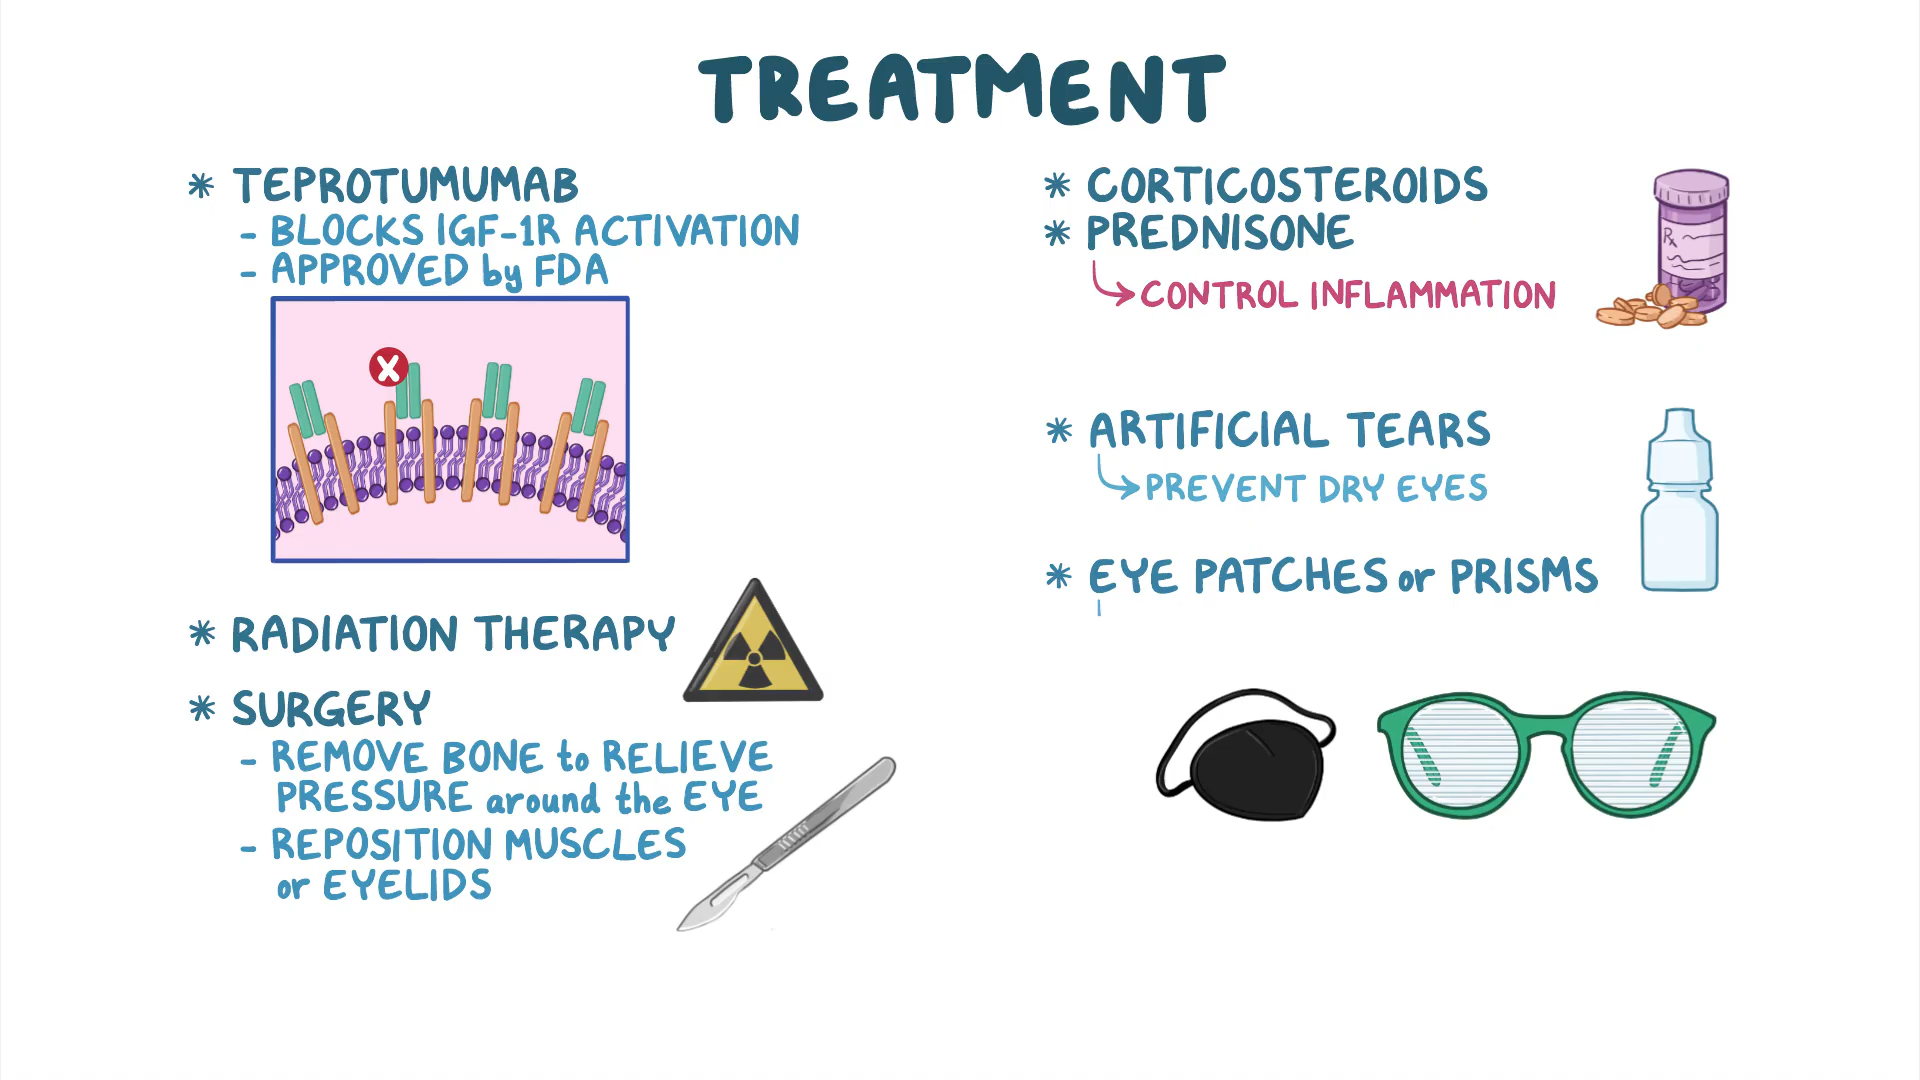 TREATMENT
* TEPROTUMUMAB
- BLOCKS IGF-1R ACTIVATION
- APPROVED by FDA
X
* RADIATION THERAPY
* SURGERY
- REMOVE BONE to RELIEVE
PRESSURE around the EYE
- REPOSITION MUSCLES
or EYELIDS
* CORTICOSTEROIDS
* PREDNISONE
CONTROL INFLAMMATION
Rx
* ARTIFICIAL TEARS
PREVENT DRY EYES
* EYE PATCHES or PRISMS